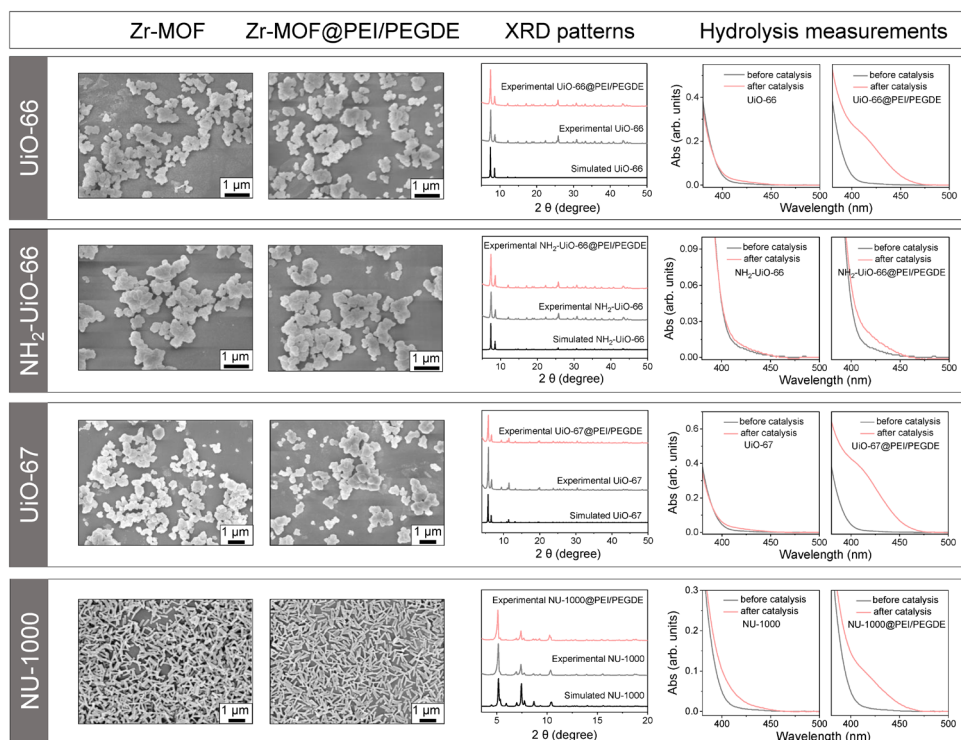 Zr-MOF Zr-MOF@PEI/PEGDE XRD patterns Hydrolysis measurements
UiO-66
1 μm
1 μm
Experimental UiO-66@PEI/PEGDE
Experimental UiO-66
Simulated UiO-66
0 10 20 30 40 50
2 θ (degree)
Abs (arb. units)
0.4
0.2
0.0
before catalysis
after catalysis
UiO-66
400 450 500
Wavelength (nm)
before catalysis
after catalysis
UiO-66@PEI/PEGDE
400 450 500
NH₂-UiO-66
1 μm
1 μm
Experimental NH₂-UiO-66@PEI/PEGDE
Experimental NH₂-UiO-66
Simulated NH₂-UiO-66
10 20 30 40 50
2 θ (degree)
Abs (arb. units)
0.09
0.06
0.03
0.00
before catalysis
after catalysis
NH₂-UiO-66
400 450 500
Wavelength (nm)
before catalysis
after catalysis
NH₂-UiO-66@PEI/PEGDE
400 450 500
Wavelength (nm)
UiO-67
1 μm
1 μm
Experimental UiO-67@PEI/PEGDE
Experimental UiO-67
Simulated UiO-67
10 20 30 40 50
2 θ (degree)
Abs (arb. units)
0.6
0.4
0.2
0.0
before catalysis
after catalysis
UiO-67
400 450 500
Wavelength (nm)
before catalysis
after catalysis
UiO-67@PEI/PEGDE
400 450 500
Wavelength (nm)
NU-1000
1 μm
1 μm
Experimental NU-1000@PEI/PEGDE
Experimental NU-1000
Simulated NU-1000
5 10 15 20
2 θ (degree)
Abs (arb. units)
0.3
0.2
0.1
0.0
before catalysis
after catalysis
NU-1000
400 450 500
Wavelength (nm)
before catalysis
after catalysis
NU-1000@PEI/PEGDE
400 450 500
Wavelength (nm)